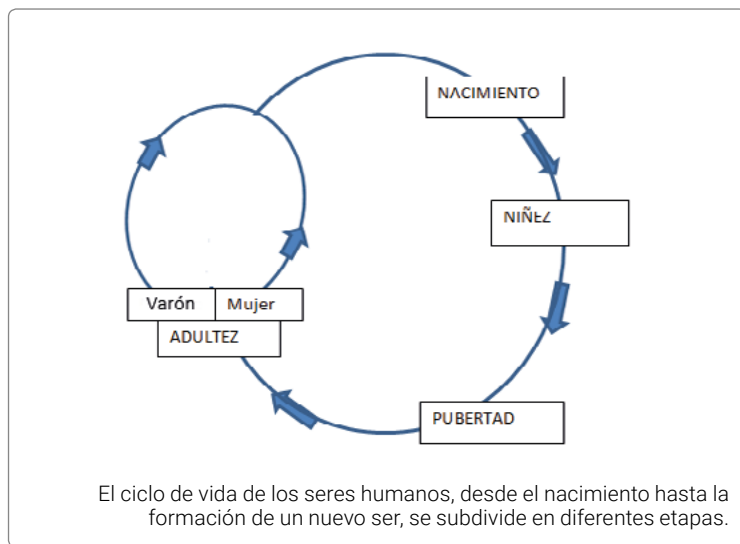 NACIMIENTO
NIÑEZ
Varón Mujer
ADULTEZ
PUBERTAD
El ciclo de vida de los seres humanos, desde el nacimiento hasta la
formación de un nuevo ser, se subdivide en diferentes etapas.